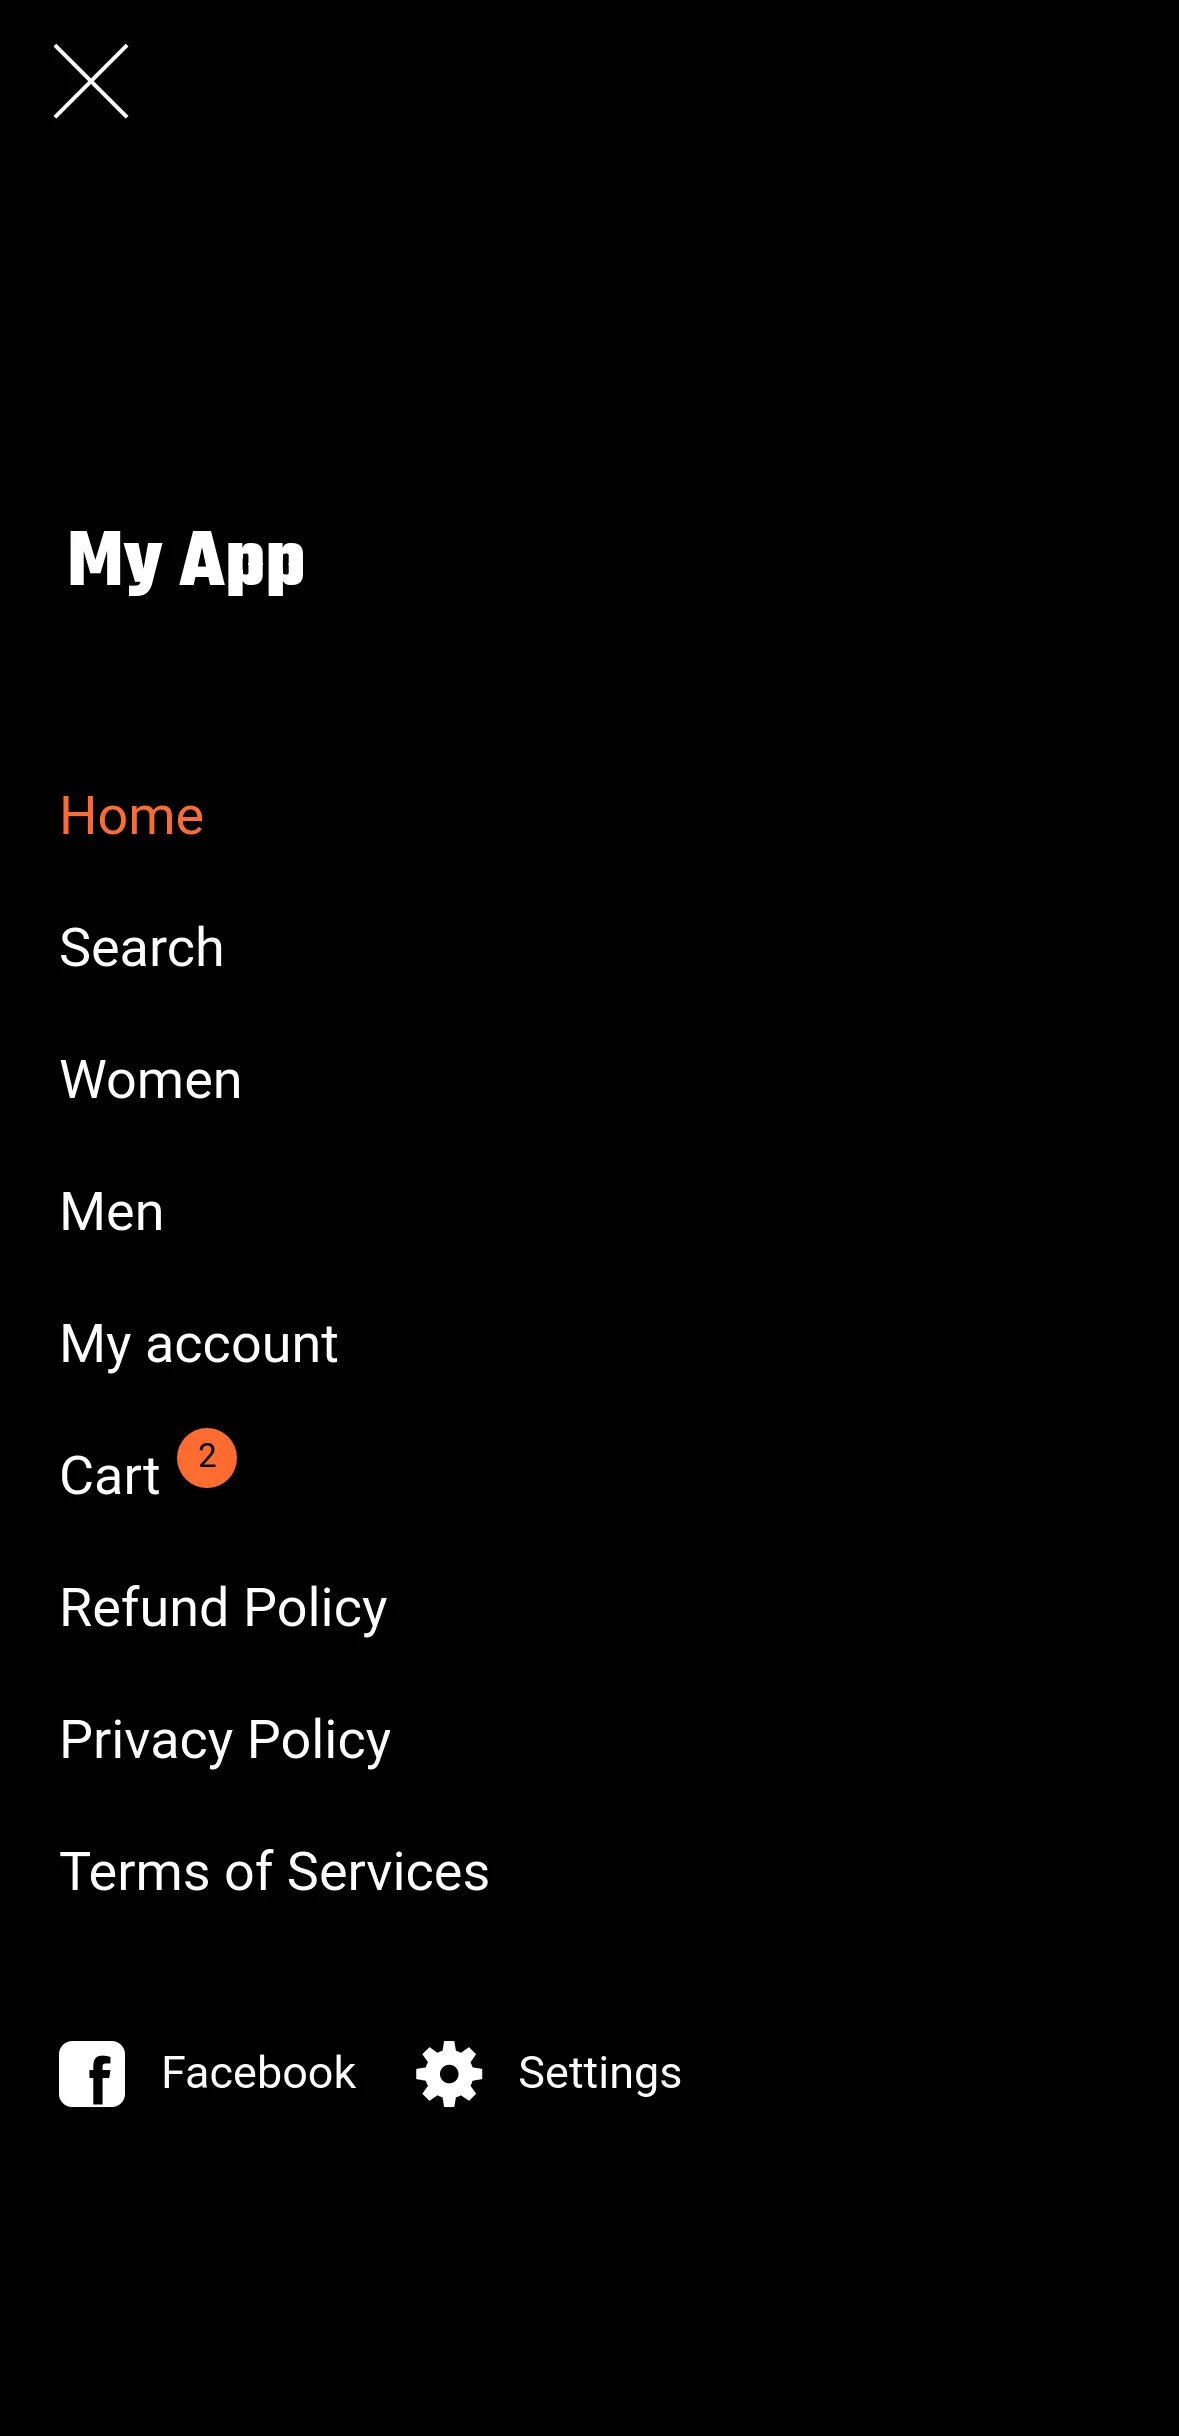 My App
Home
Search
Women
Men
My account
Cart 2
Refund Policy
Privacy Policy
Terms of Services
Facebook Settings